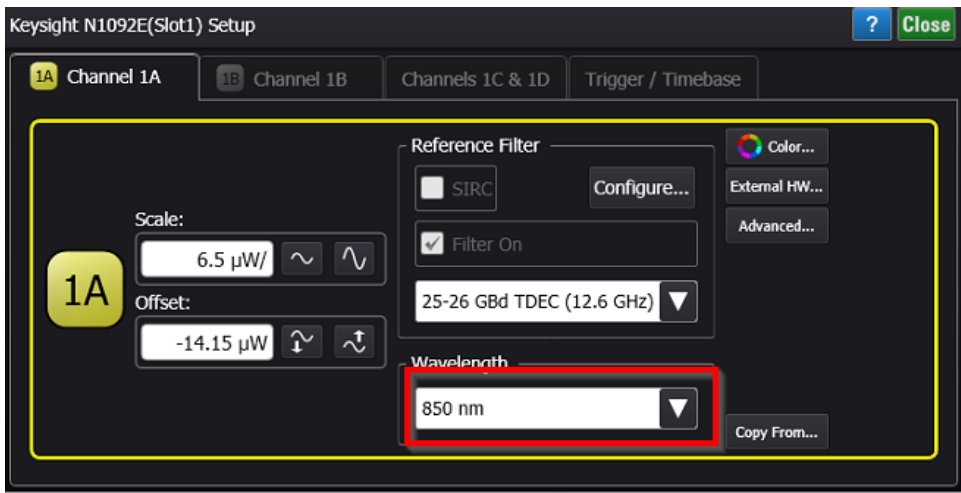 Keysight N1092E(Slot1) Setup
? Close
1A Channel 1A
1B Channel 1B
Channels 1C & 1D
Trigger / Timebase
1A
Scale:
6.5 µW/
Offset:
-14.15 µW
Reference Filter
SIRC
Configure...
Filter On
25-26 GBd TDEC (12.6 GHz)
Wavelength
850 nm
Color...
External HW...
Advanced...
Copy From...